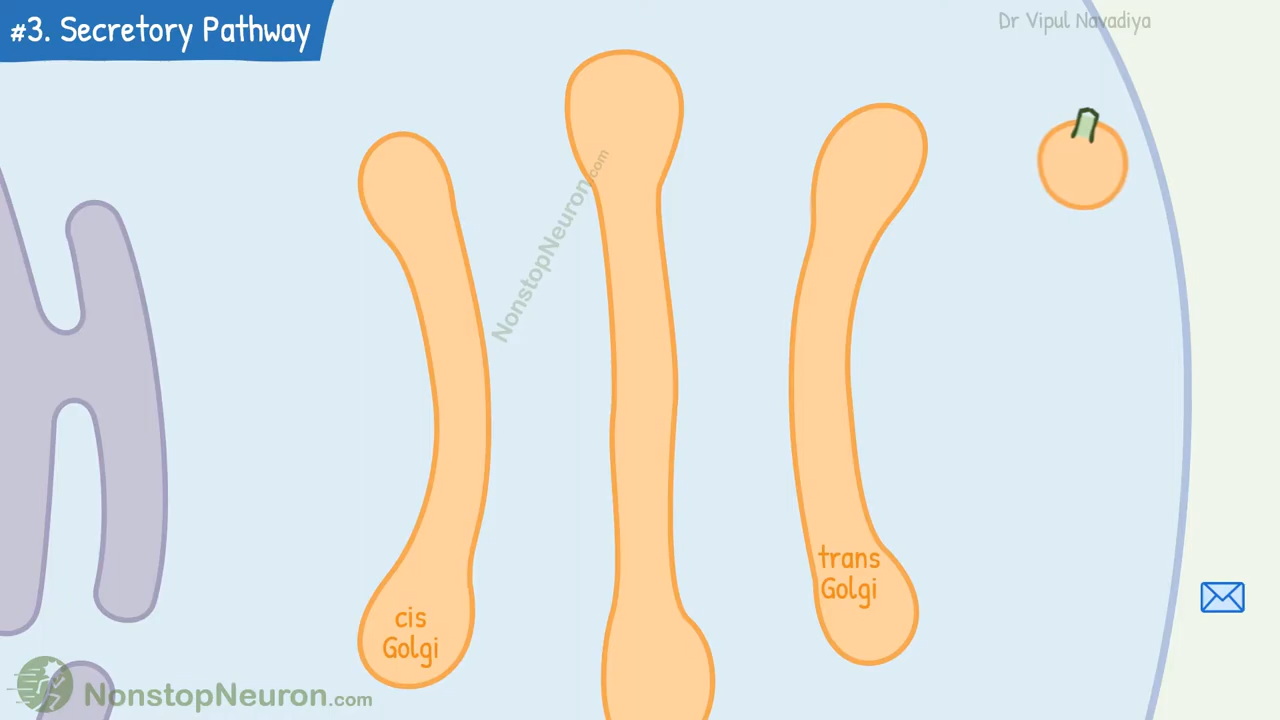 #3. Secretory Pathway
Dr Vipul Navadiya
NonstopNeuron.com
trans
Golgi
cis
Golgi
NonstopNeuron.com